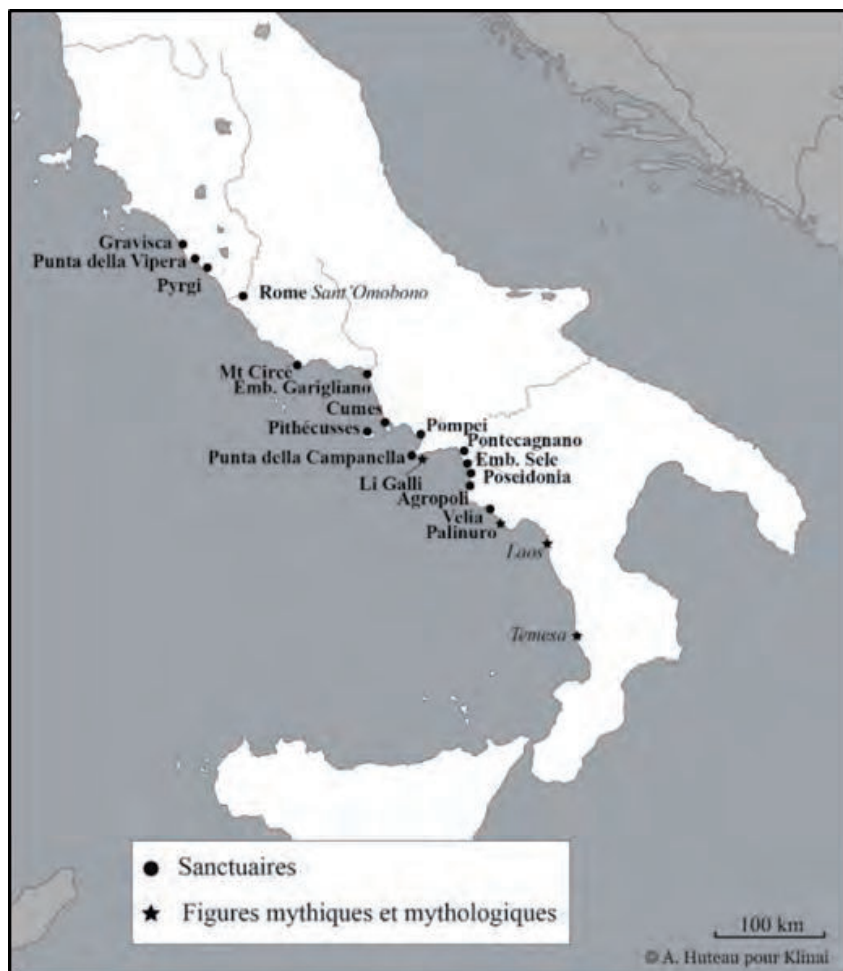 Gravisca
Punta della Vipera
Pyrgi
Rome Sant'Omobono
Mt Circé
Emb. Garigliano
Cumes
Pithécusses
Pompei
Pontecagnano
Punta della Campanella
Emb. Sele
Li Galli
Poseidonia
Agropoli
Velia
Palinuro
Laos
Temesa
Sanctuaires
Figures mythiques et mythologiques
100 km
© A. Huteau pour Klinai